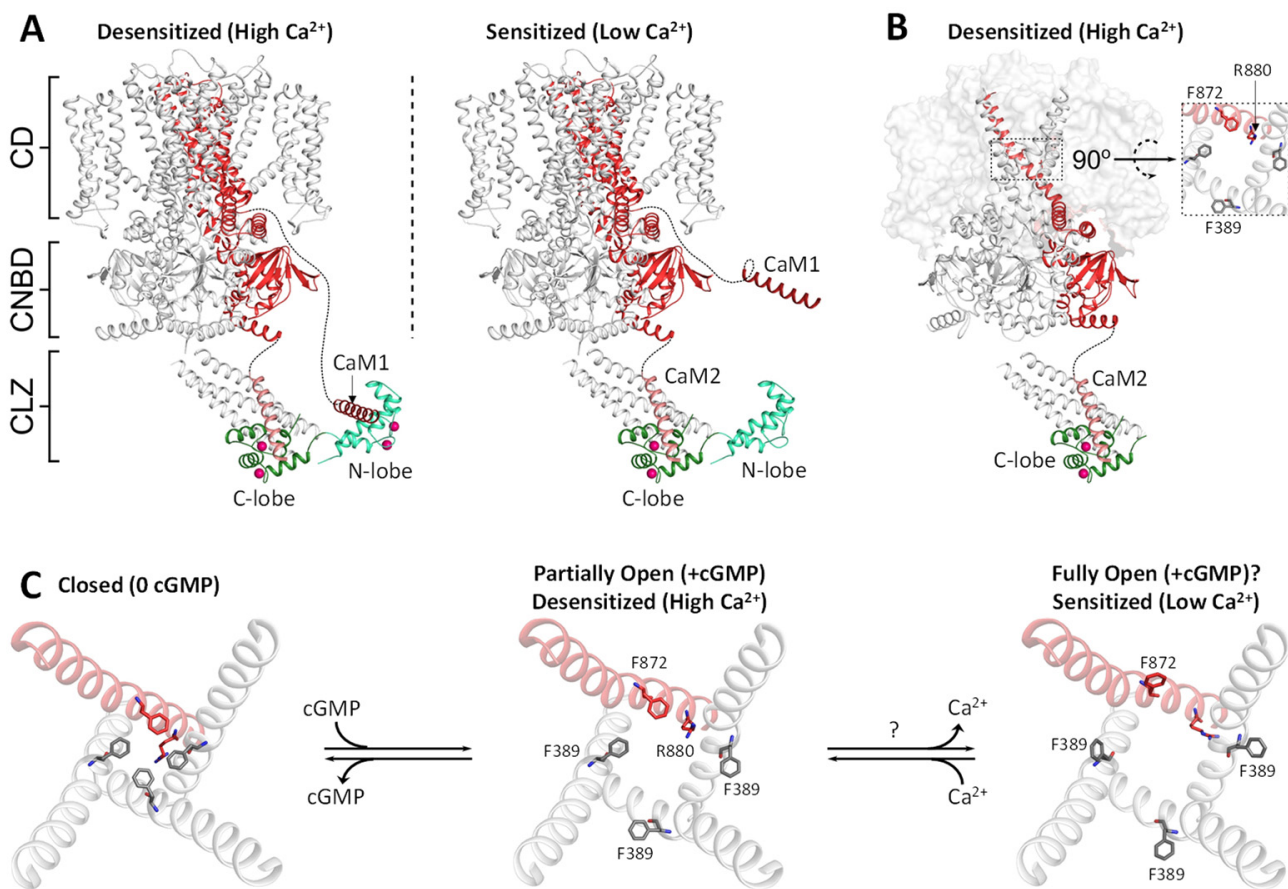 A
Desensitized (High Ca²⁺)
Sensitized (Low Ca²⁺)
CD
CNBD
CLZ
CaM1
N-lobe
C-lobe
CaM1
CaM2
N-lobe
C-lobe
B
Desensitized (High Ca²⁺)
R880
F872
F389
90°
CaM2
C-lobe
C
Closed (0 cGMP)
cGMP
cGMP
Partially Open (+cGMP)
Desensitized (High Ca²⁺)
F872
F389
R880
F389
F389
?
Ca²⁺
Ca²⁺
Fully Open (+cGMP)?
Sensitized (Low Ca²⁺)
F872
F389
F389
F389